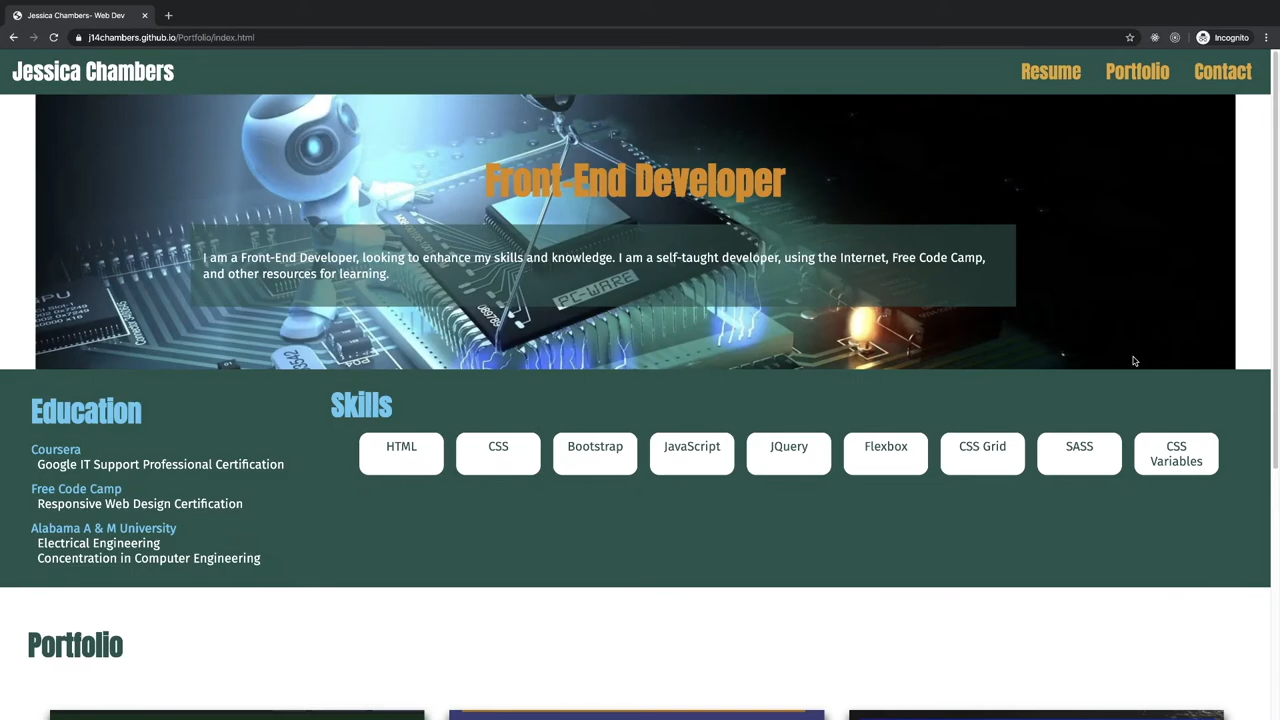 Jessica Chambers- Web Dev
j14chambers.github.io/Portfolio/index.html
Incognito
Jessica Chambers
Resume
Portfolio
Contact
Front-End Developer
I am a Front-End Developer, looking to enhance my skills and knowledge. I am a self-taught developer, using the Internet, Free Code Camp,
and other resources for learning.
PC-WARE
Education
Coursera
Google IT Support Professional Certification
Free Code Camp
Responsive Web Design Certification
Alabama A & M University
Electrical Engineering
Concentration in Computer Engineering
Skills
HTML
CSS
Bootstrap
JavaScript
JQuery
Flexbox
CSS Grid
SASS
CSS
Variables
Portfolio